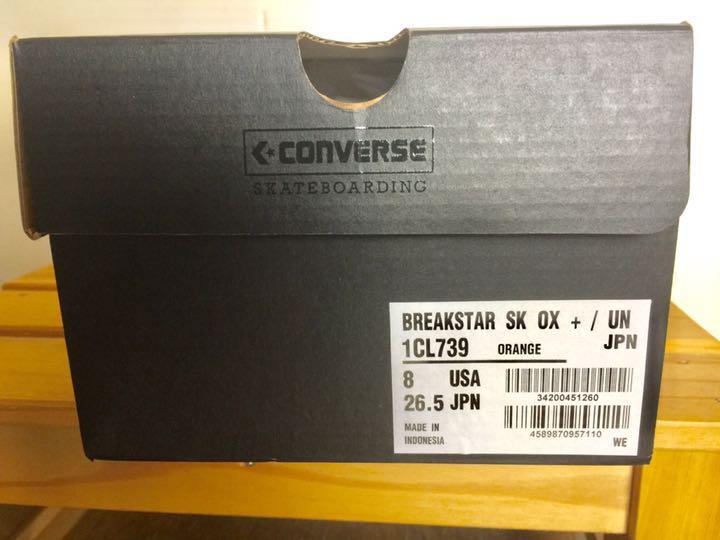 CONVERSE
SKATEBOARDING
BREAKSTAR SK OX + / UN
1CL739 ORANGE JPN
8 USA
26.5 JPN
34200451260
MADE IN
INDONESIA
4589870957110
WE